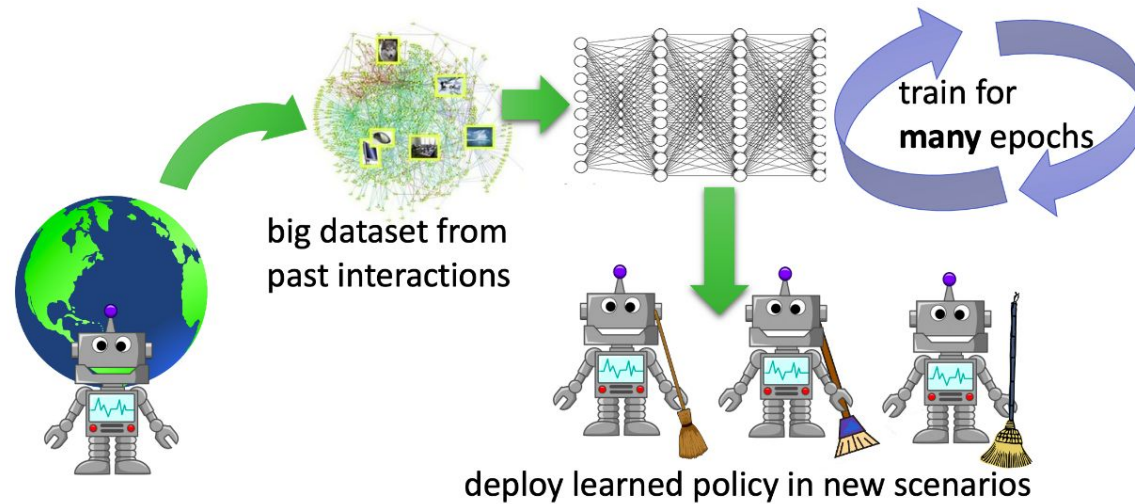 big dataset from
past interactions
train for
many epochs
deploy learned policy in new scenarios